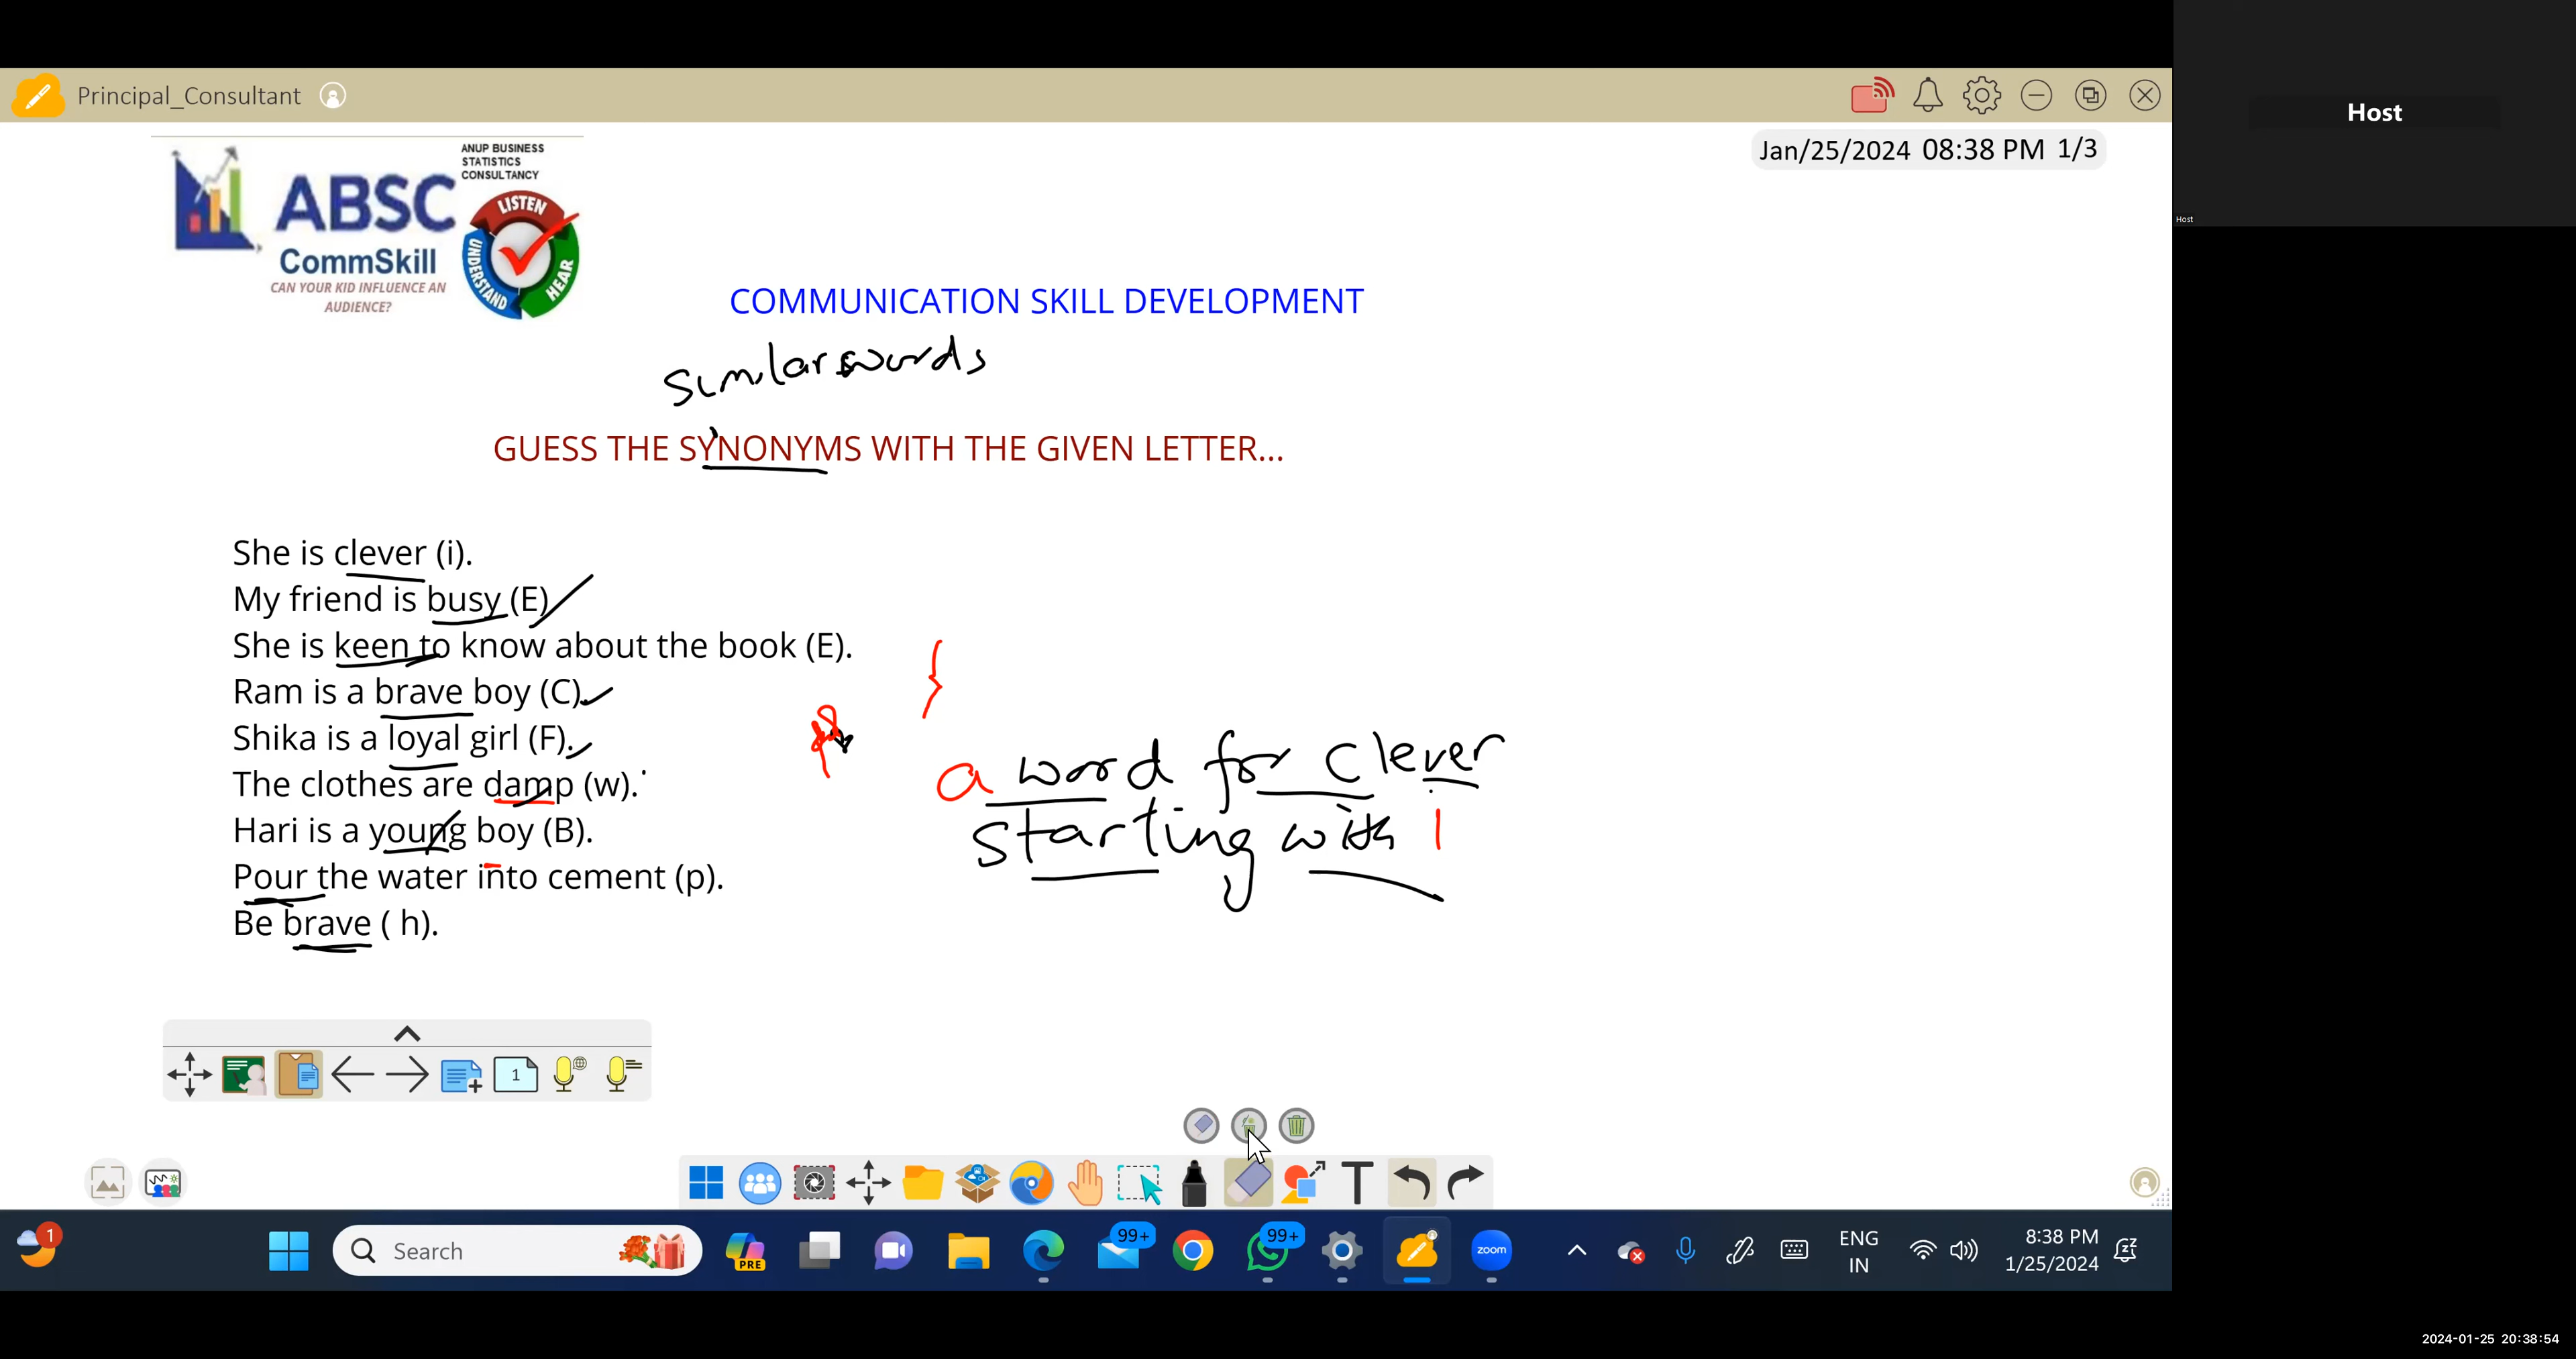 Principal_Consultant
Host
Jan/25/2024 08:38 PM 1/3
ANUP BUSINESS
STATISTICS
CONSULTANCY
ABSC
CommSkill
CAN YOUR KID INFLUENCE AN
AUDIENCE?
LISTEN
UNDERSTAND
HEAR
Host
COMMUNICATION SKILL DEVELOPMENT
Similar words
GUESS THE SYNONYMS WITH THE GIVEN LETTER...
She is clever (i).
My friend is busy (E)
She is keen to know about the book (E).
Ram is a brave boy (C).
Shika is a loyal girl (F).
The clothes are damp (w).
Hari is a young boy (B).
Pour the water into cement (p).
Be brave ( h).
a word for clever
starting with I
1
T
1
Search
PRE
99+
99+
zoom
ENG
IN
8:38 PM
1/25/2024
2024-01-25 20:38:54